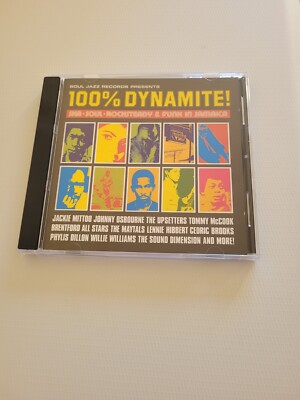 SOUL JAZZ RECORDS PRESENTS
100% DYNAMITE!
SKA·SOUL·ROCKSTEADY & FUNK IN JAMAICA
JACKIE MITTOO JOHNNY OSBOURNE THE UPSETTERS TOMMY McCOOK
BRENTFORD ALL STARS THE MAYTALS LENNIE HIBBERT CEDRIC BROOKS
PHYLIS DILLON WILLIE WILLIAMS THE SOUND DIMENSION AND MORE!